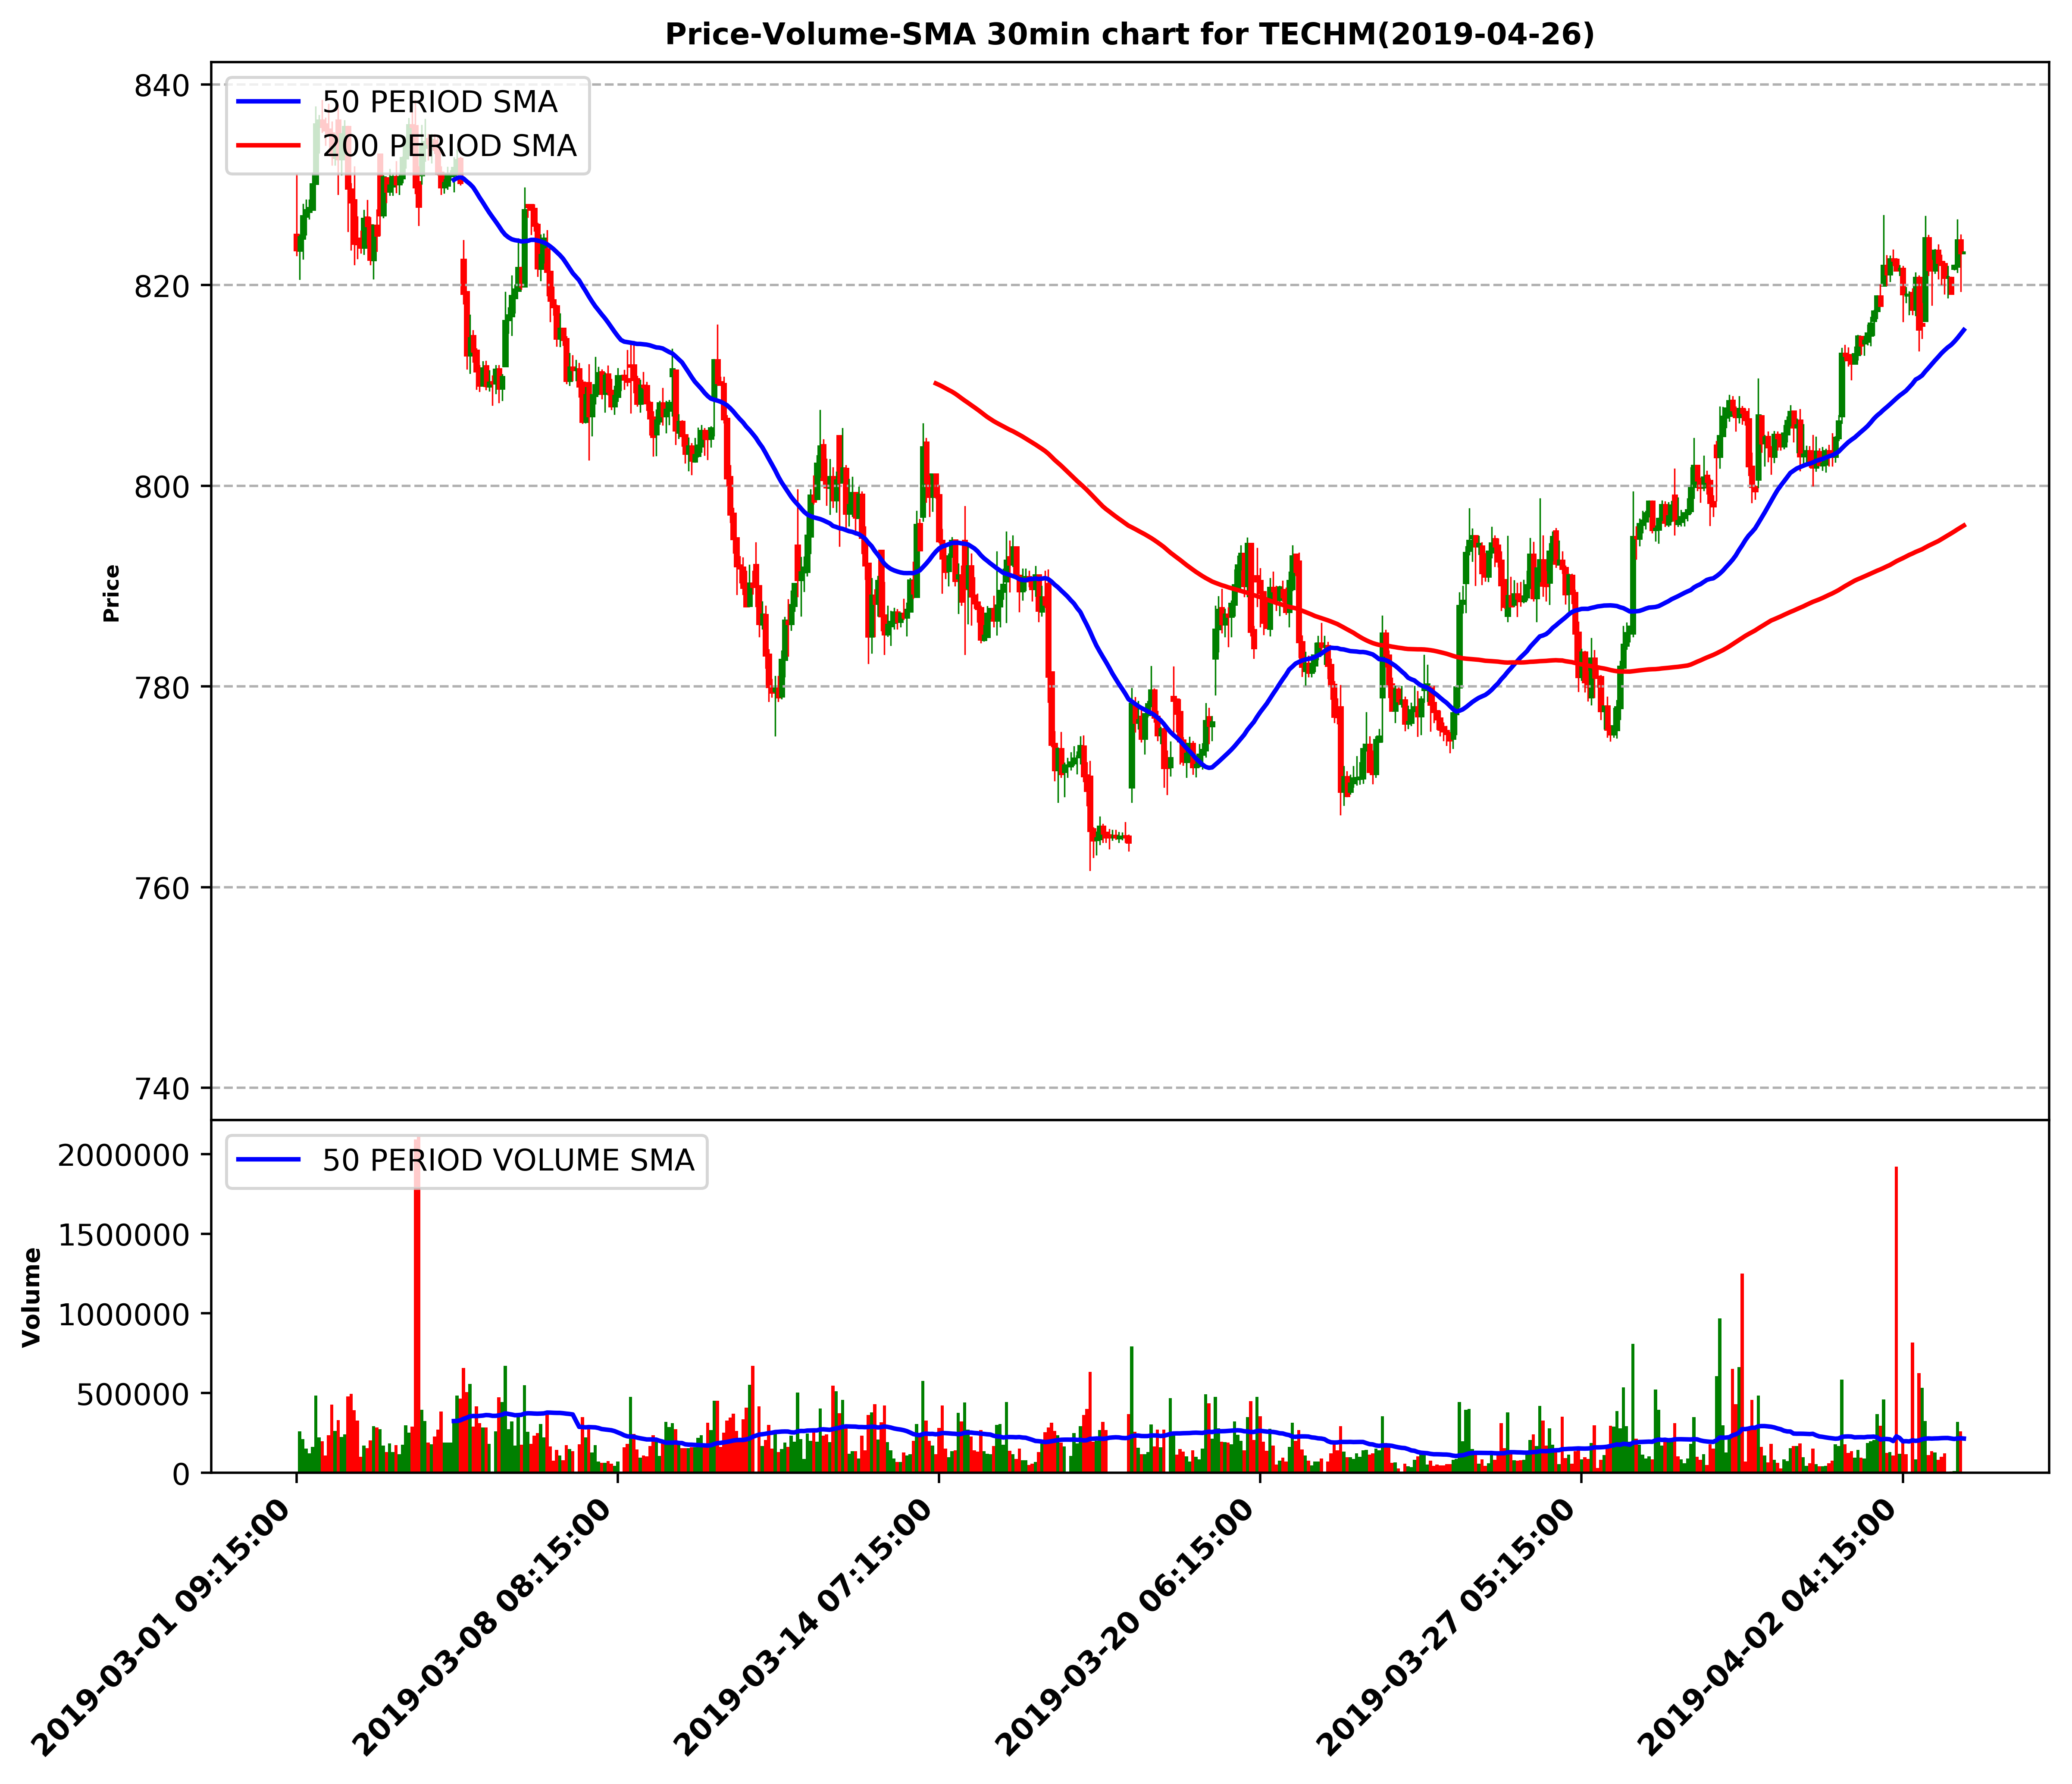 Price-Volume-SMA 30min chart for TECHM(2019-04-26)
50 PERIOD SMA
200 PERIOD SMA
840
820
800
780
760
740
Price
50 PERIOD VOLUME SMA
2000000
1500000
1000000
500000
0
Volume
2019-03-01 09:15:00
2019-03-08 08:15:00
2019-03-14 07:15:00
2019-03-20 06:15:00
2019-03-27 05:15:00
2019-04-02 04:15:00